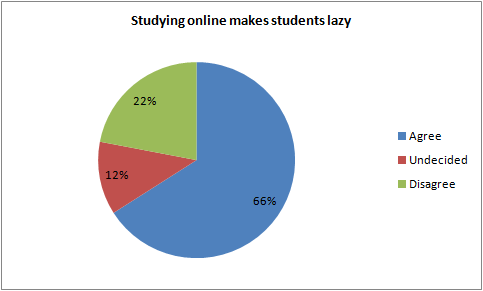 Studying online makes students lazy
22%
12%
66%
Agree
Undecided
Disagree